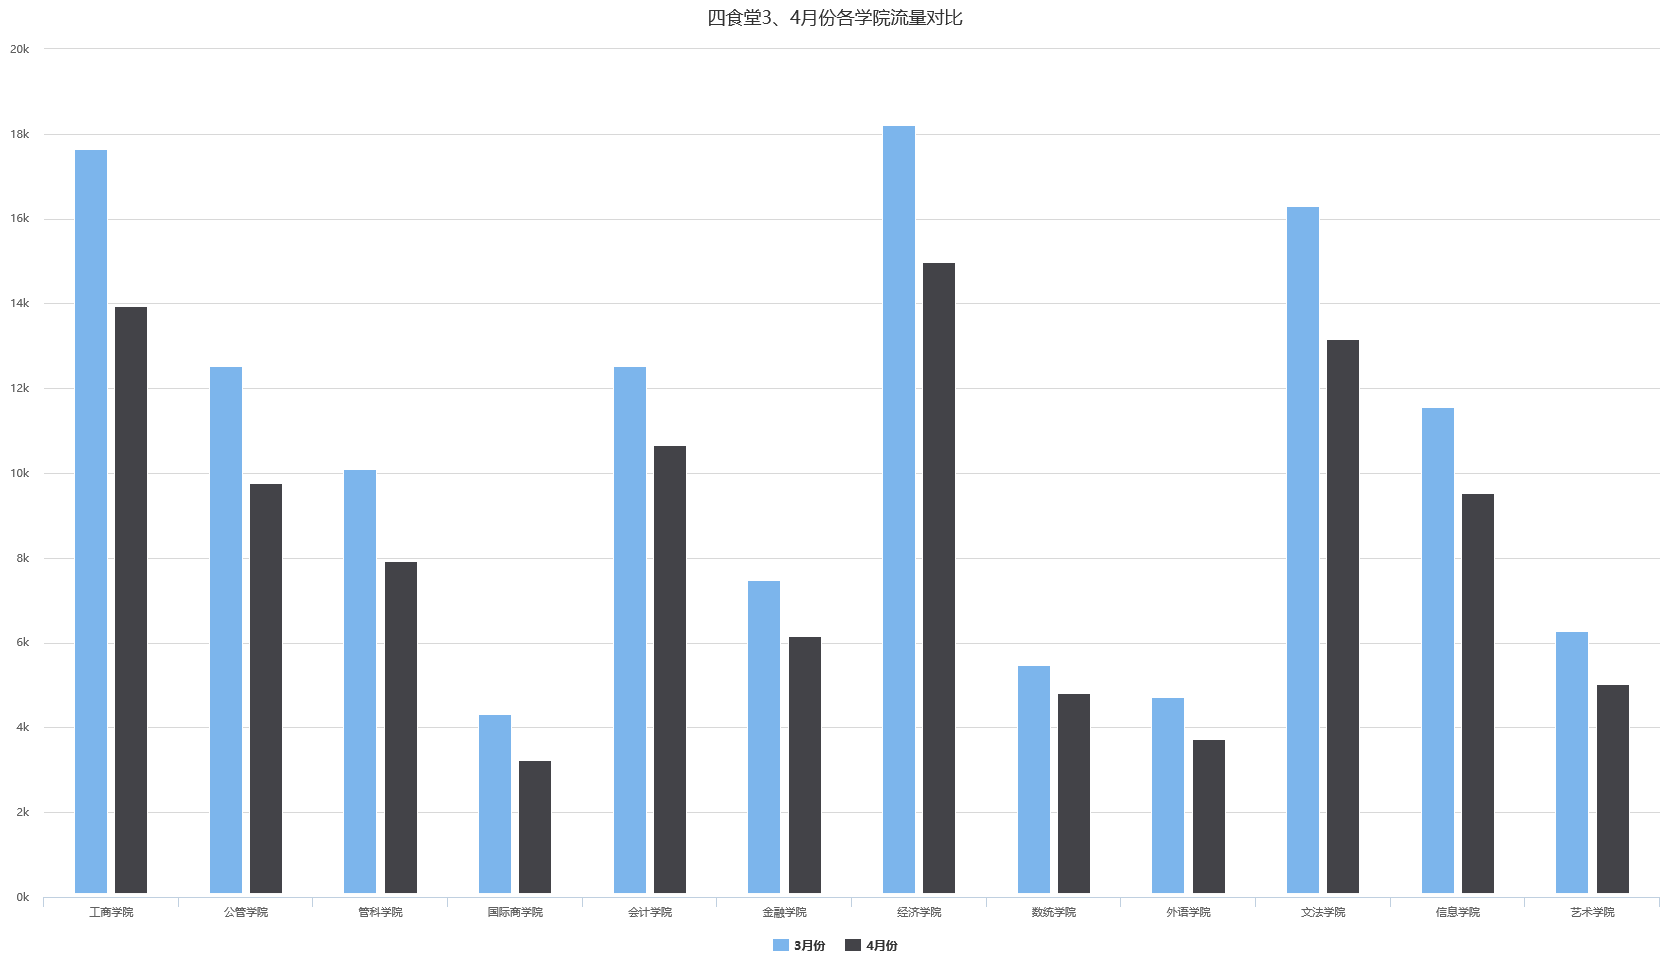 四食堂3、4月份各学院流量对比
20k
18k
16k
14k
12k
10k
8k
6k
4k
2k
0k
工商学院 公管学院 管科学院 国际商学院 会计学院 金融学院 经济学院 数统学院 外语学院 文法学院 信息学院 艺术学院
3月份 4月份